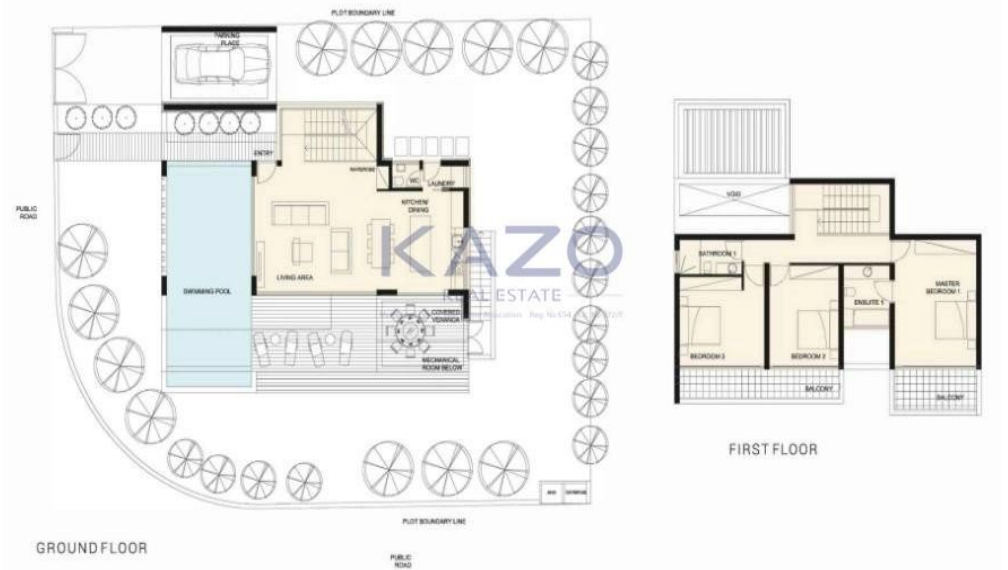 PLOT BOUNDARY LINE
PARKING
PLACE
ENTRY
WARDROBE
WC
LAUNDRY
KITCHEN/
DINING
PUBLIC
ROAD
LIVING AREA
SWIMMING POOL
COVERED
VERANDA
MECHANICAL
ROOM BELOW
KAZO
REAL ESTATE
PLOT BOUNDARY LINE
PUBLIC
ROAD
GROUND FLOOR
VOID
BATHROOM 1
MASTER
BEDROOM 1
ENSUITE 1
BEDROOM 3
BEDROOM 2
BALCONY
BALCONY
FIRST FLOOR